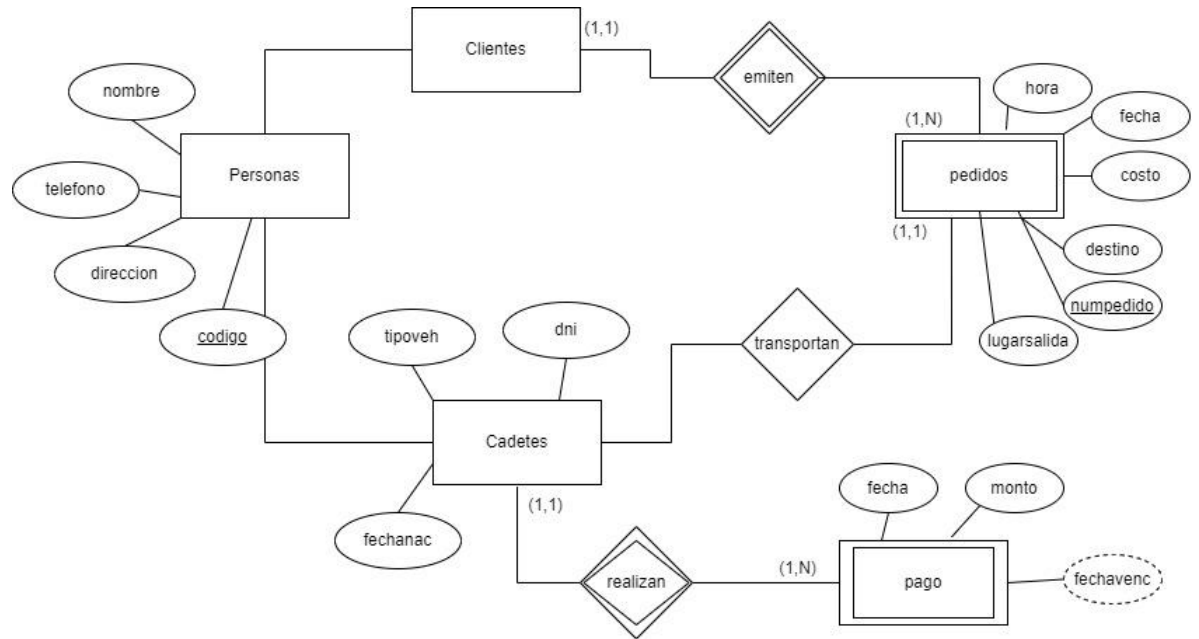 Clientes
(1,1)
emiten
hora
fecha
nombre
(1,N)
Personas
pedidos
costo
telefono
(1,1)
destino
direccion
numpedido
codigo
tipoveh
dni
transportan
lugarsalida
Cadetes
fecha
monto
(1,1)
fechanac
(1,N)
realizan
pago
fechavenc